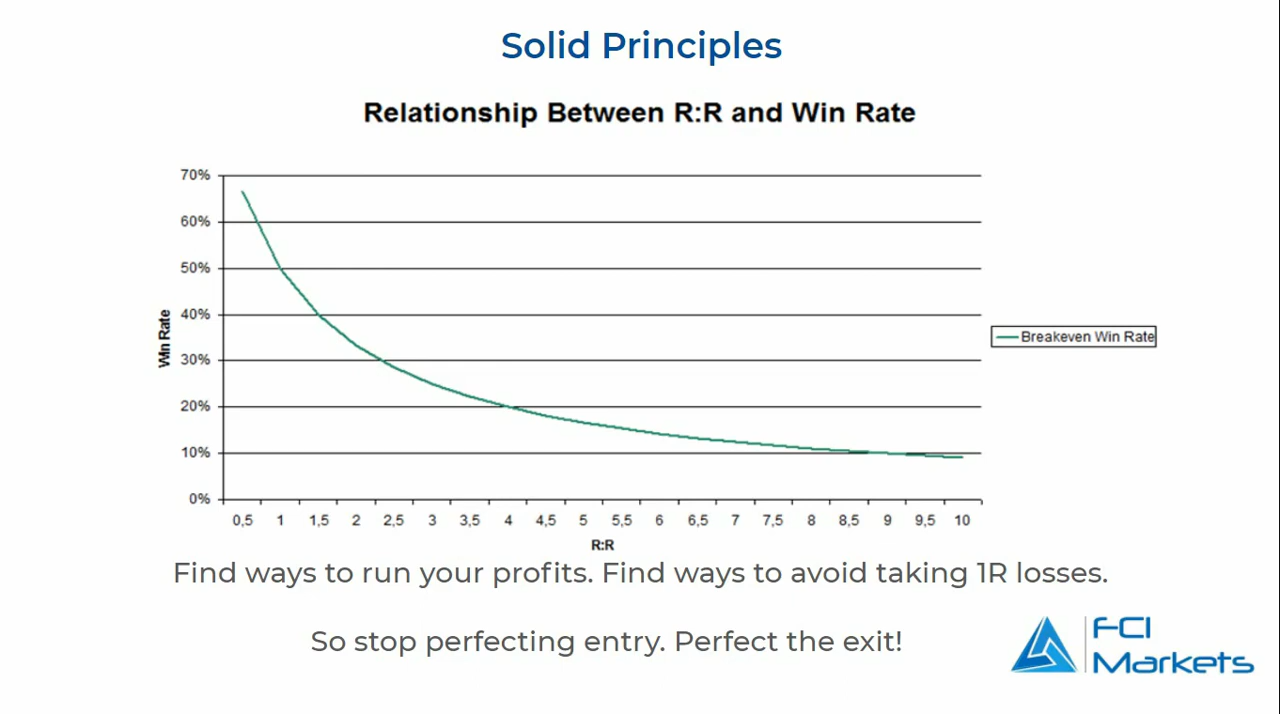 Solid Principles
Relationship Between R:R and Win Rate
70%
60%
50%
40%
30%
20%
10%
0%
Win Rate
Breakeven Win Rate
0,5 1 1,5 2 2,5 3 3,5 4 4,5 5 5,5 6 6,5 7 7,5 8 8,5 9 9,5 10
R:R
Find ways to run your profits. Find ways to avoid taking 1R losses.
So stop perfecting entry. Perfect the exit!
FCI
Markets